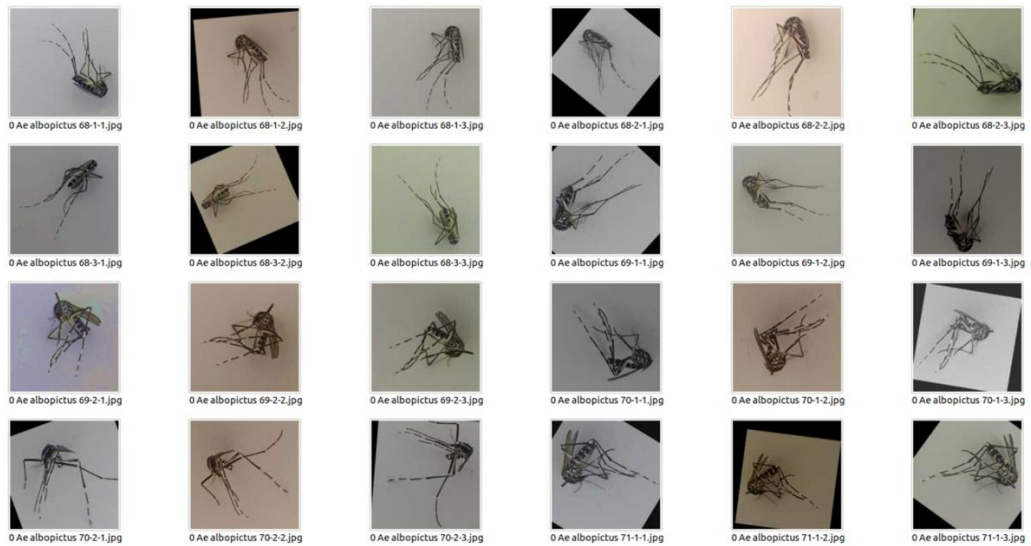 0 Ae albopictus 68-1-1.jpg 0 Ae albopictus 68-1-2.jpg 0 Ae albopictus 68-1-3.jpg 0 Ae albopictus 68-2-1.jpg 0 Ae albopictus 68-2-2.jpg 0 Ae albopictus 68-2-3.jpg
0 Ae albopictus 68-3-1.jpg 0 Ae albopictus 68-3-2.jpg 0 Ae albopictus 68-3-3.jpg 0 Ae albopictus 69-1-1.jpg 0 Ae albopictus 69-1-2.jpg 0 Ae albopictus 69-1-3.jpg
0 Ae albopictus 69-2-1.jpg 0 Ae albopictus 69-2-2.jpg 0 Ae albopictus 69-2-3.jpg 0 Ae albopictus 70-1-1.jpg 0 Ae albopictus 70-1-2.jpg 0 Ae albopictus 70-1-3.jpg
0 Ae albopictus 70-2-1.jpg 0 Ae albopictus 70-2-2.jpg 0 Ae albopictus 70-2-3.jpg 0 Ae albopictus 71-1-1.jpg 0 Ae albopictus 71-1-2.jpg 0 Ae albopictus 71-1-3.jpg